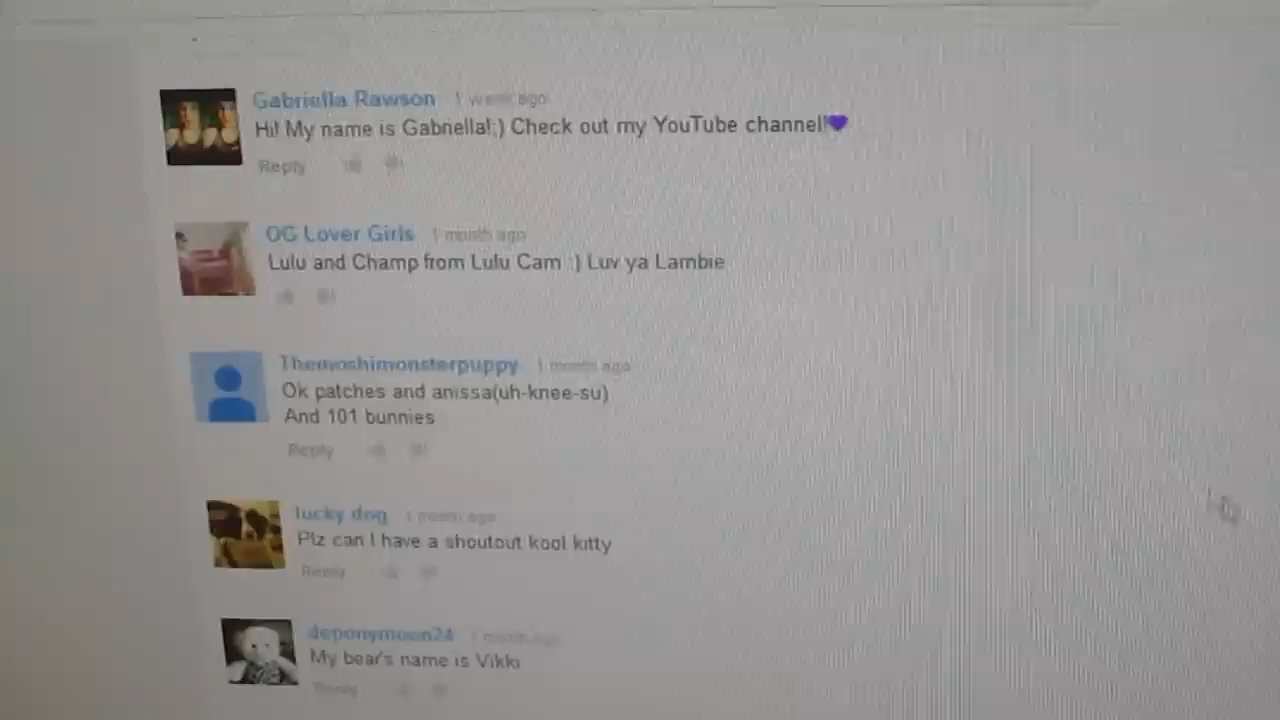 Gabriella Rawson 1 week ago
Hi! My name is Gabriella!:) Check out my YouTube channel!💜
Reply
OG Lover Girls 1 month ago
Lulu and Champ from Lulu Cam :) Luv ya Lambie
Themoshimonsterpuppy 1 month ago
Ok patches and anissa(uh-knee-su)
And 101 bunnies
Reply
lucky dog 1 month ago
Plz can I have a shoutout kool kitty
Reply
deponymoon24 1 month ago
My bear's name is Vikki
Reply